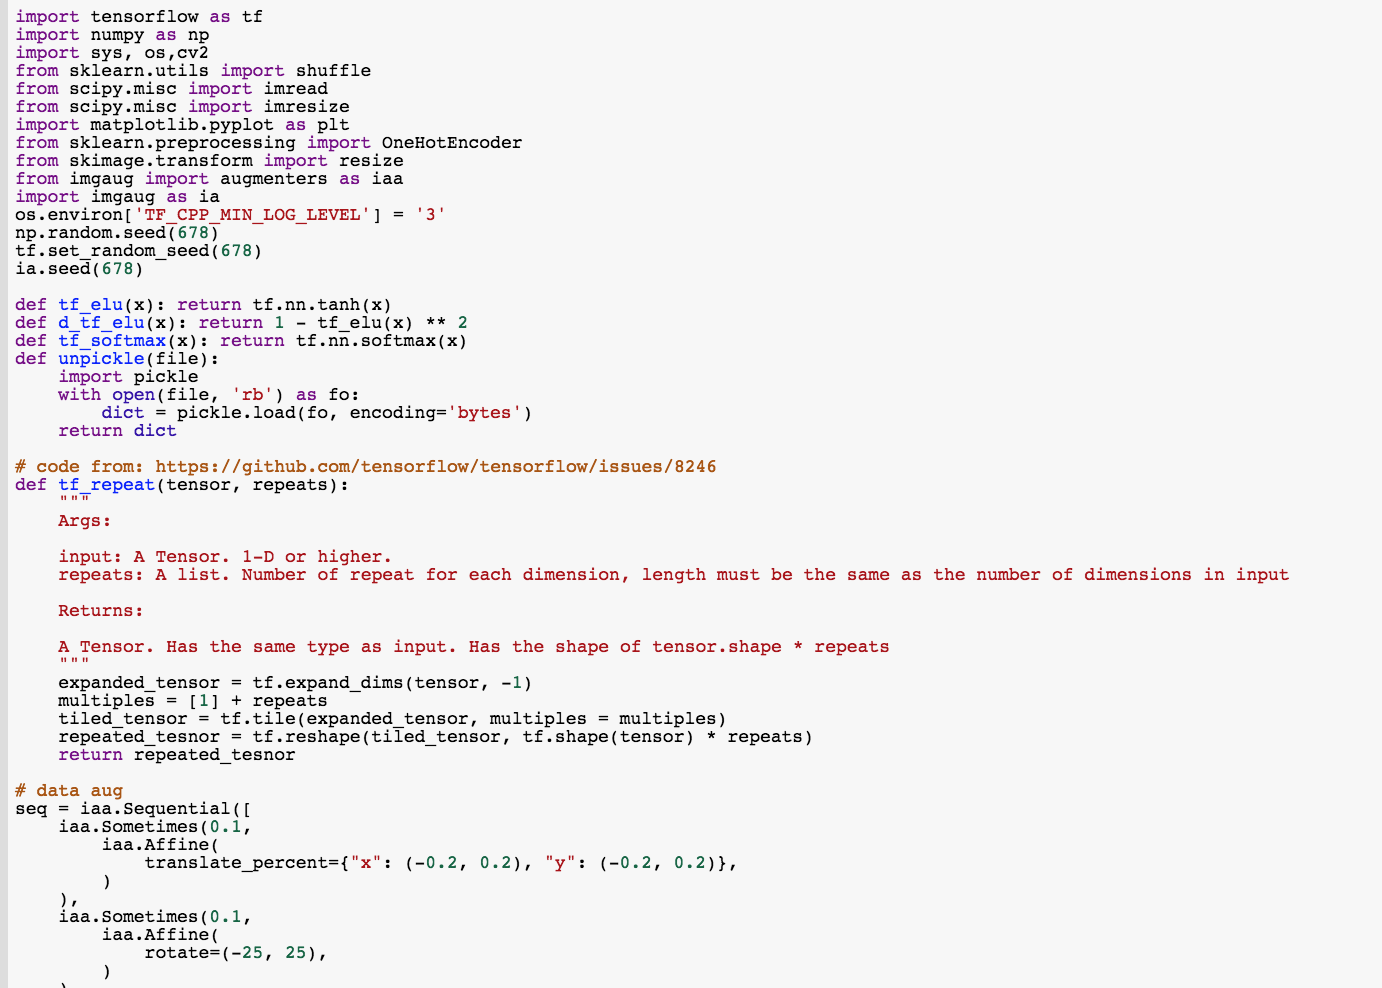 import tensorflow as tf
import numpy as np
import sys, os,cv2
from sklearn.utils import shuffle
from scipy.misc import imread
from scipy.misc import imresize
import matplotlib.pyplot as plt
from sklearn.preprocessing import OneHotEncoder
from skimage.transform import resize
from imgaug import augmenters as iaa
import imgaug as ia
os.environ['TF_CPP_MIN_LOG_LEVEL'] = '3'
np.random.seed(678)
tf.set_random_seed(678)
ia.seed(678)

def tf_elu(x): return tf.nn.tanh(x)
def d_tf_elu(x): return 1 - tf_elu(x) ** 2
def tf_softmax(x): return tf.nn.softmax(x)
def unpickle(file):
    import pickle
    with open(file, 'rb') as fo:
        dict = pickle.load(fo, encoding='bytes')
    return dict

# code from: https://github.com/tensorflow/tensorflow/issues/8246
def tf_repeat(tensor, repeats):
    """
    Args:

    input: A Tensor. 1-D or higher.
    repeats: A list. Number of repeat for each dimension, length must be the same as the number of dimensions in input

    Returns:

    A Tensor. Has the same type as input. Has the shape of tensor.shape * repeats
    """
    expanded_tensor = tf.expand_dims(tensor, -1)
    multiples = [1] + repeats
    tiled_tensor = tf.tile(expanded_tensor, multiples = multiples)
    repeated_tesnor = tf.reshape(tiled_tensor, tf.shape(tensor) * repeats)
    return repeated_tesnor

# data aug
seq = iaa.Sequential([
    iaa.Sometimes(0.1,
        iaa.Affine(
            translate_percent={"x": (-0.2, 0.2), "y": (-0.2, 0.2)},
        )
    ),
    iaa.Sometimes(0.1,
        iaa.Affine(
            rotate=(-25, 25),
        )